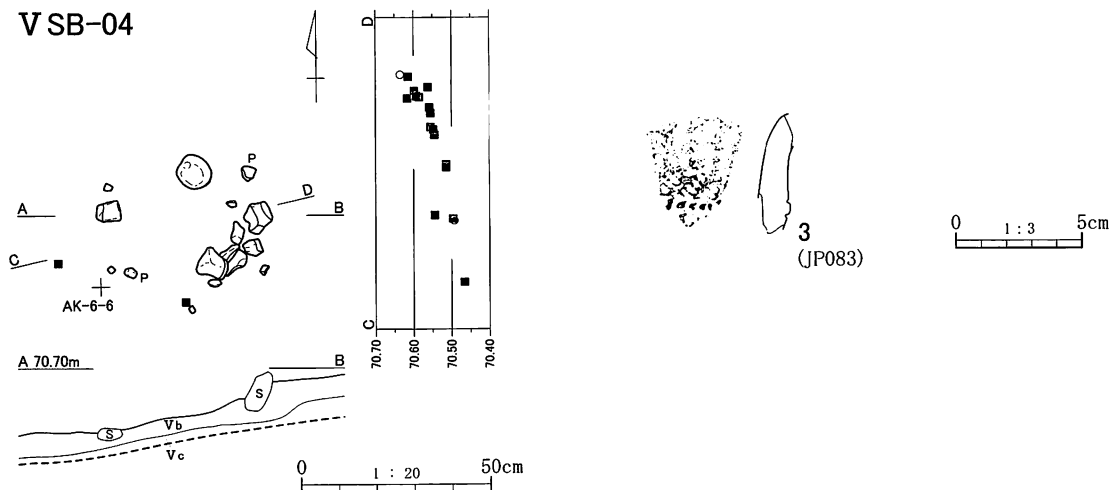 V SB-04
P
A
D
B
C
P
AK-6-6
A 70.70m
B
S
S
Vb
Vc
0 1 : 20 50cm
D
C
70.70
70.60
70.50
70.40
3
(JP083)
0 1 : 3 5cm